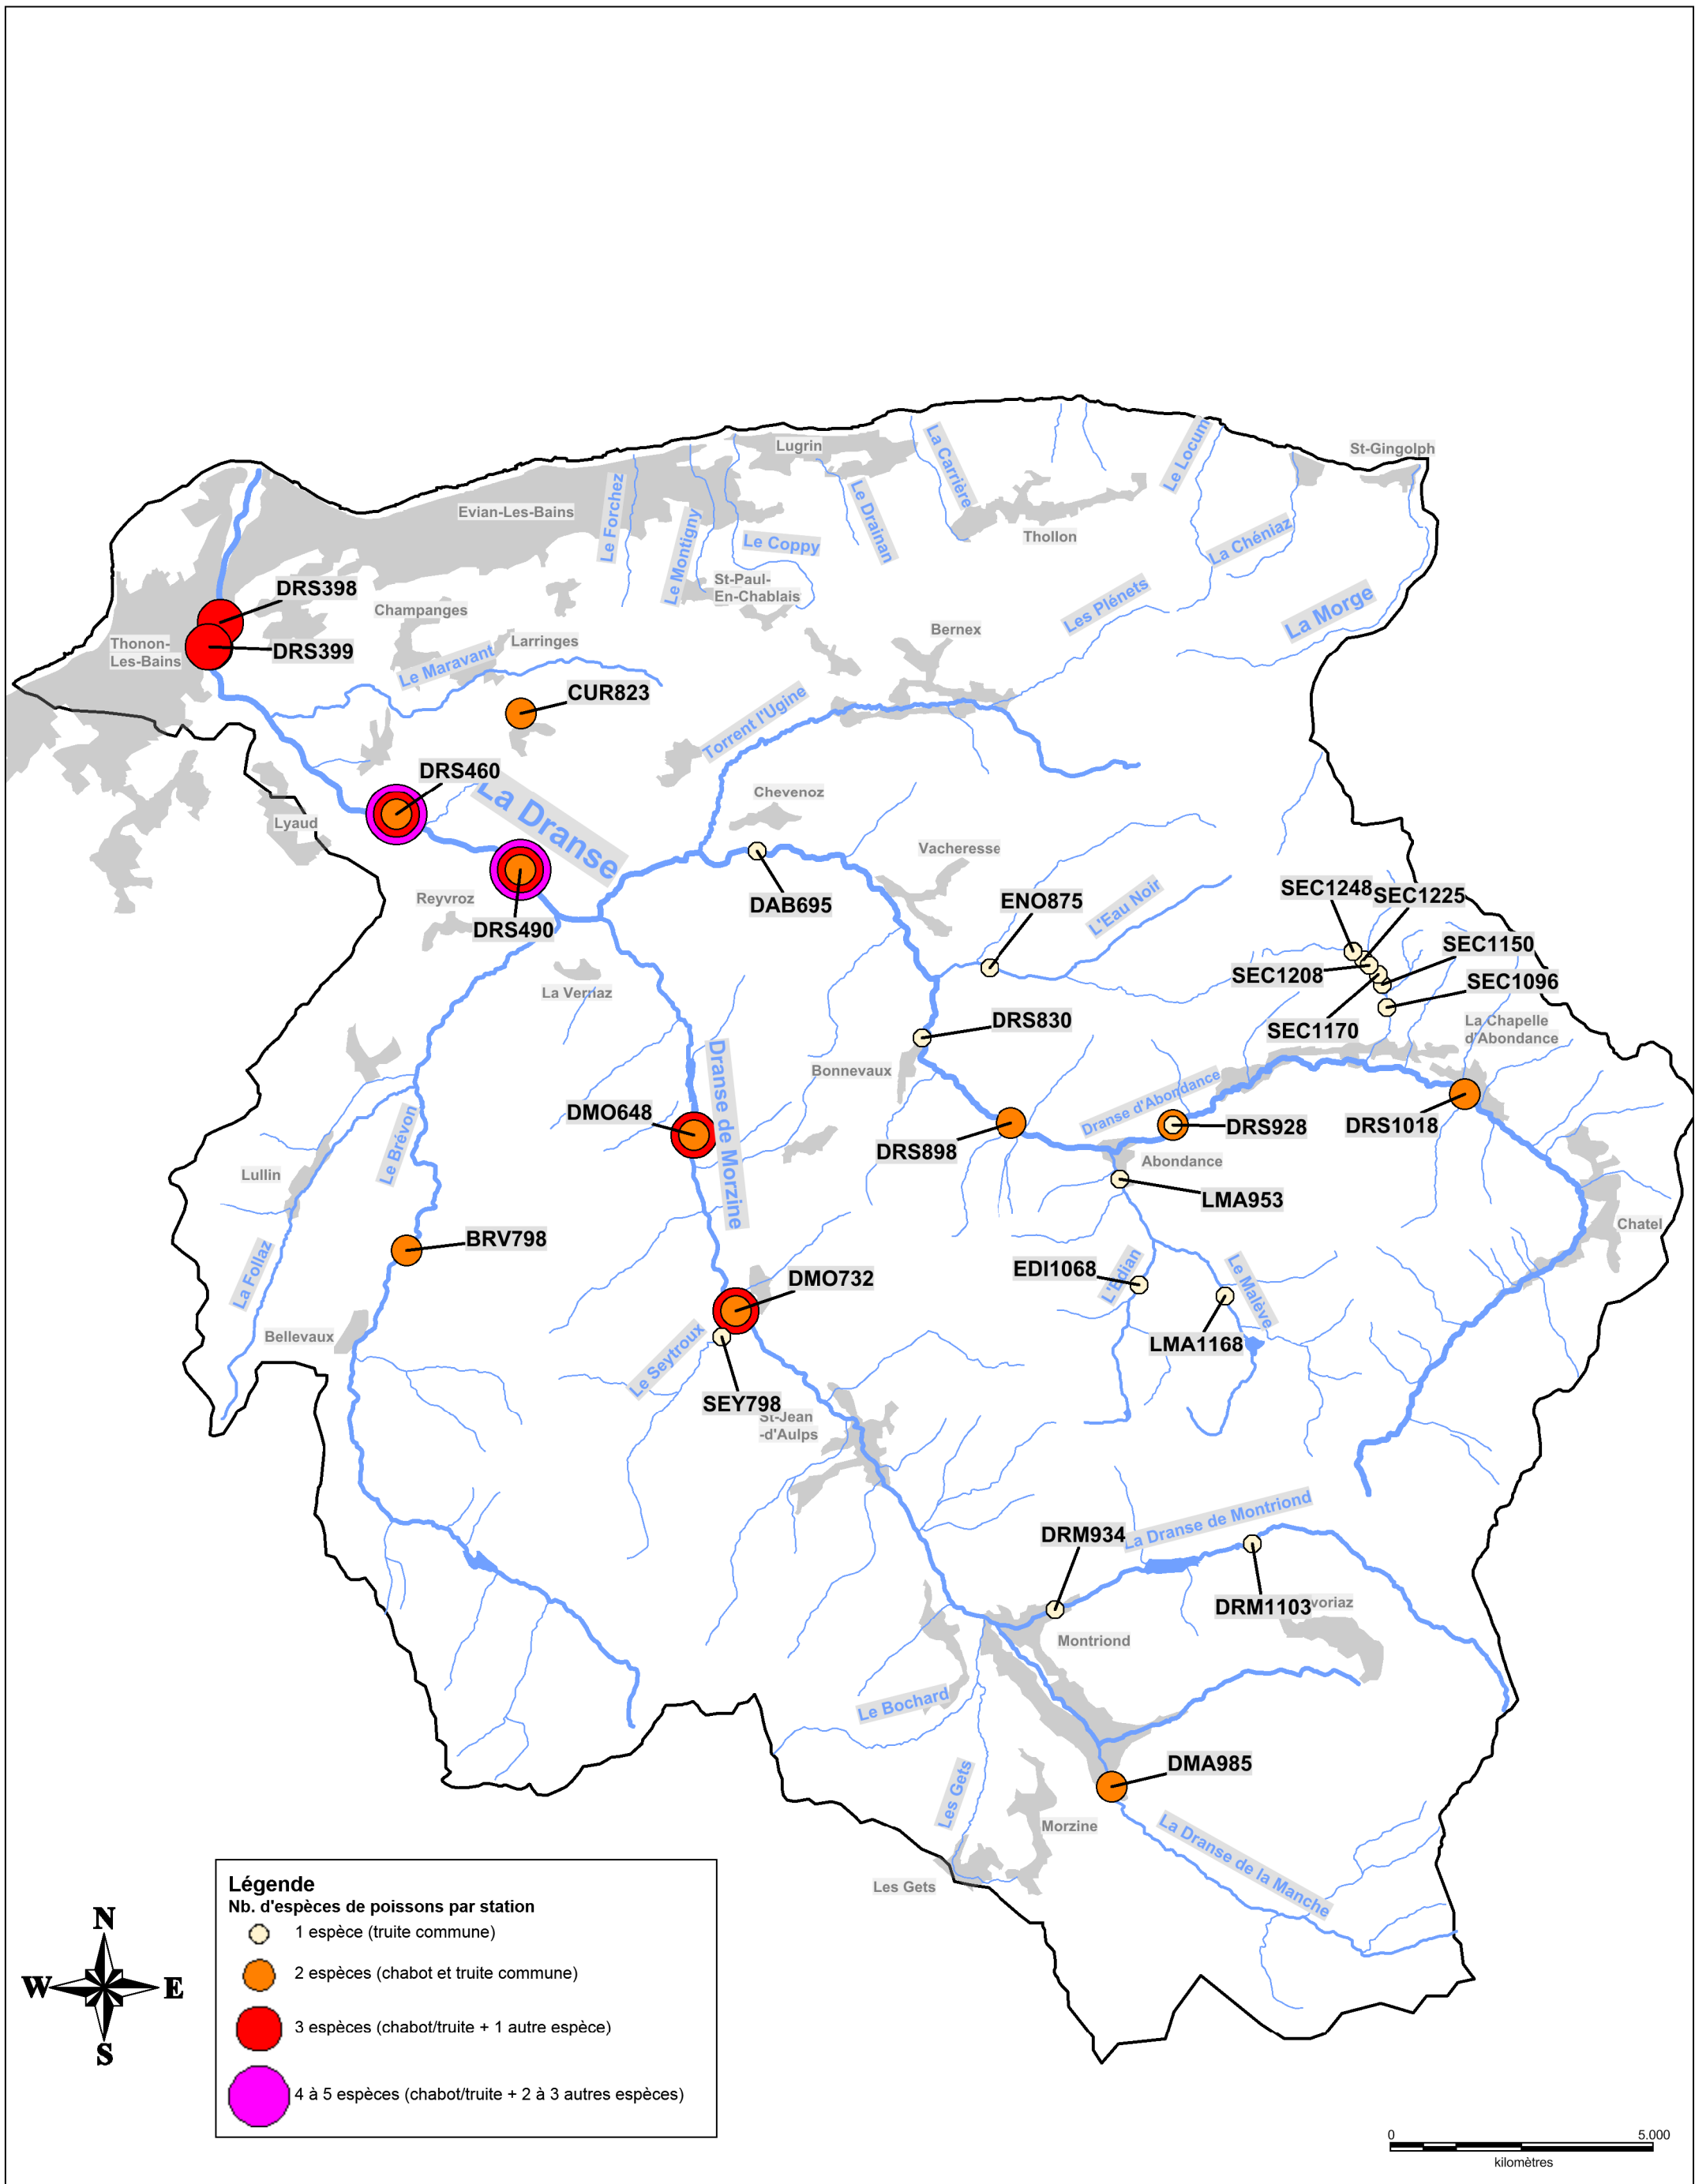 Lugrin
St-Gingolph
La Carrière
Le Locum
Evian-Les-Bains
Le Forchez
Le Montigny
Le Coppy
Le Drainan
Thollon
La Chéniaz
DRS398
St-Paul-
En-Chablais
Champanges
Les Plénets
La Morge
Thonon-
Les-Bains
DRS399
Larringes
Bernex
Le Maravant
CUR823
Torrent l'Ugine
DRS460
La Dranse
Chevenoz
Lyaud
Vacheresse
Reyvroz
DRS490
DAB695
ENO875
L'Eau Noir
SEC1248
SEC1225
SEC1150
SEC1208
SEC1096
La Vernaz
DRS830
SEC1170
La Chapelle
d'Abondance
Bonnevaux
Dranse de Morzine
Dranse d'Abondance
DMO648
DRS898
DRS928
DRS1018
Le Brévon
Abondance
Lullin
LMA953
Chatel
BRV798
La Follaz
DMO732
EDI1068
L'Edian
Le Malève
Bellevaux
LMA1168
Le Seytroux
SEY798
St-Jean
-d'Aulps
DRM934
La Dranse de Montriond
DRM1103
voriaz
Montriond
Le Bochard
DMA985
Les Gets
Morzine
La Dranse de la Manche
Les Gets
Légende
Nb. d'espèces de poissons par station
1 espèce (truite commune)
2 espèces (chabot et truite commune)
3 espèces (chabot/truite + 1 autre espèce)
4 à 5 espèces (chabot/truite + 2 à 3 autres espèces)
N
W
E
S
0
5.000
kilomètres